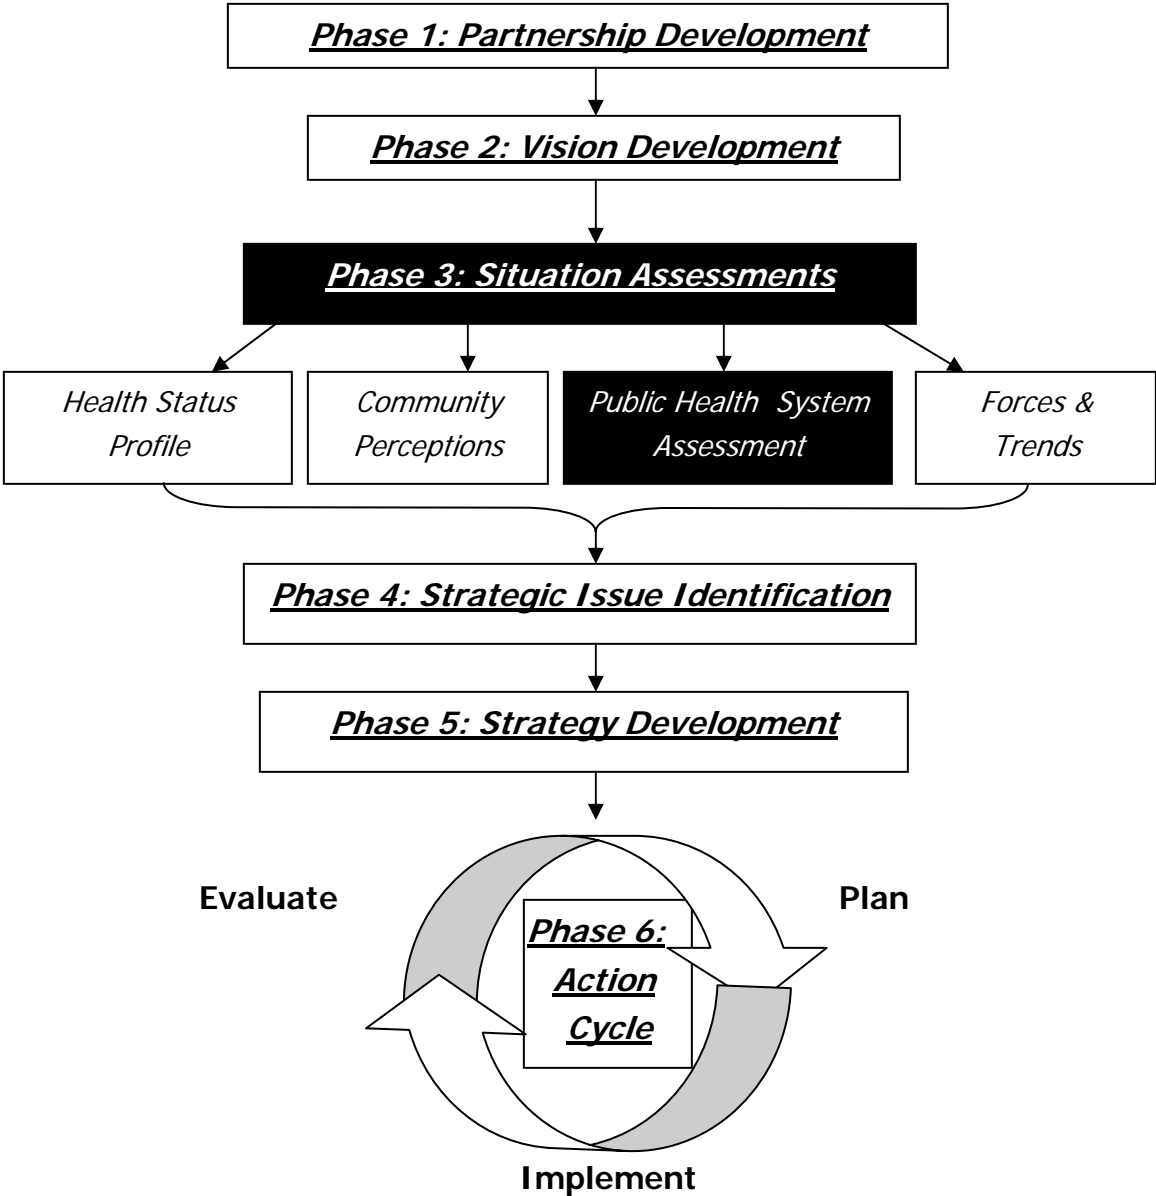 Phase 1: Partnership Development
Phase 2: Vision Development
Phase 3: Situation Assessments
Health Status
Profile
Community
Perceptions
Public Health System
Assessment
Forces &
Trends
Phase 4: Strategic Issue Identification
Phase 5: Strategy Development
Evaluate
Plan
Phase 6:
Action
Cycle
Implement